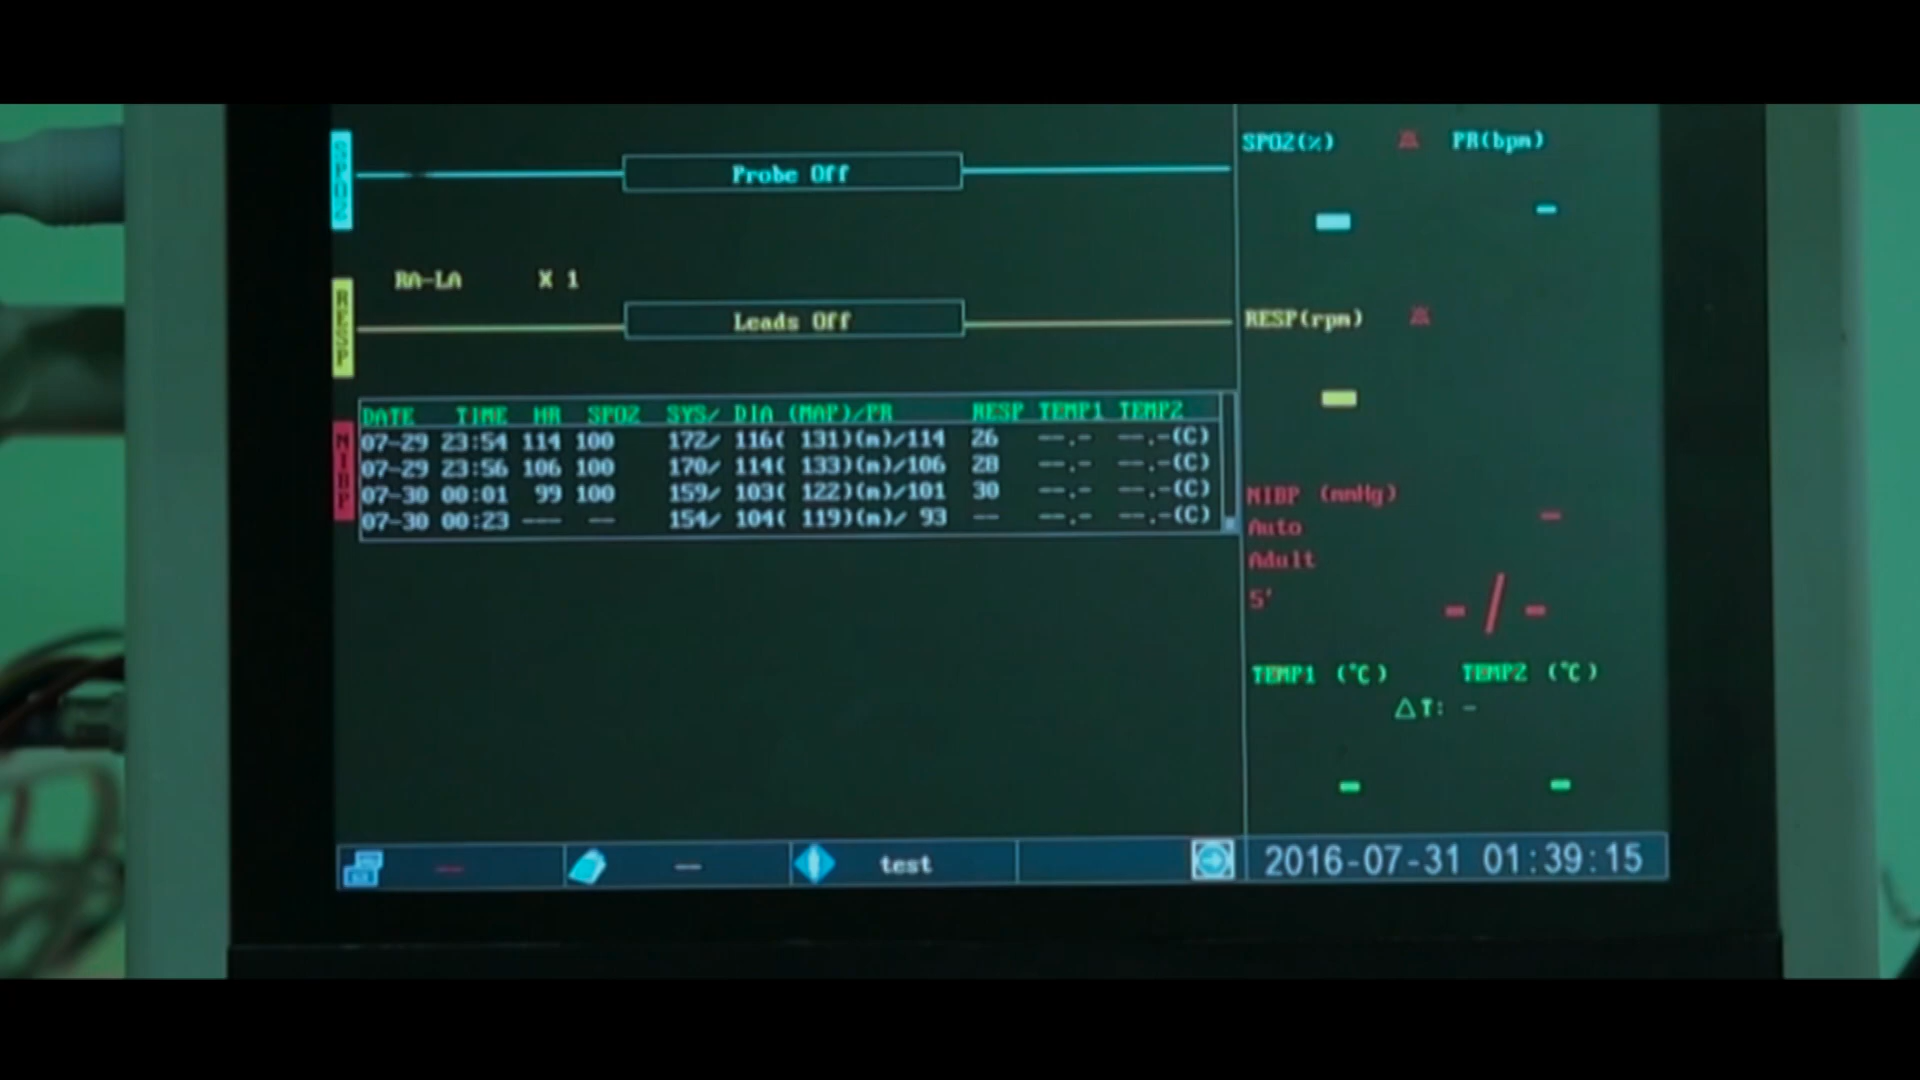 SPO2
Probe Off
SPO2(%) PR(bpm)
RA-LA X 1
RESP
Leads Off
RESP(rpm)
NIBP
DATE TIME HR SPO2 SYS/ DIA (MAP)/PR RESP TEMP1 TEMP2
07-29 23:54 114 100 172/ 116( 131)(m)/114 26 --.- --.-(C)
07-29 23:56 106 100 170/ 114( 133)(m)/106 28 --.- --.-(C)
07-30 00:01 99 100 159/ 103( 122)(m)/101 30 --.- --.-(C)
07-30 00:23 --- -- 154/ 104( 119)(m)/ 93 -- --.- --.-(C)
NIBP (mmHg) -
Auto
Adult
5' - / -
TEMP1 (℃) TEMP2 (℃)
△T: -
- -
-- -- test 2016-07-31 01:39:15